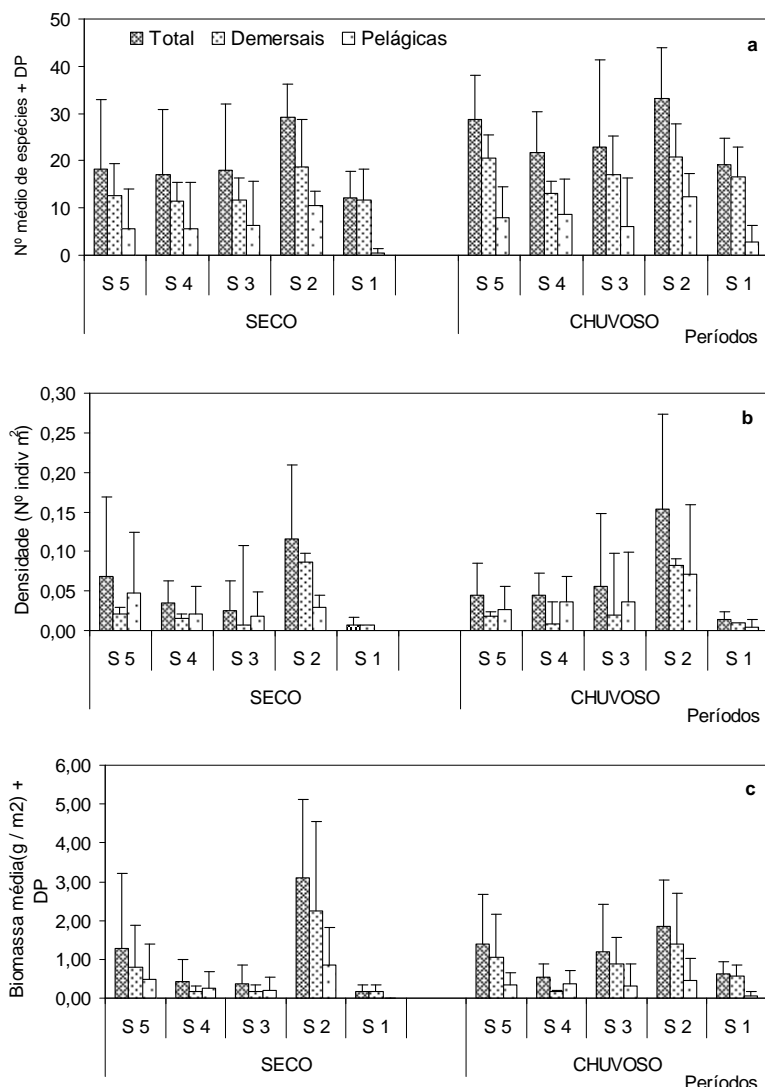 50
40
30
20
10
0
Nº médio de espécies + DP
Total Demersais Pelágicas
a
S 5 S 4 S 3 S 2 S 1 S 5 S 4 S 3 S 2 S 1
SECO CHUVOSO
Períodos
0,30
0,25
0,20
0,15
0,10
0,05
0,00
Densidade (Nº indiv m²)
b
S 5 S 4 S 3 S 2 S 1 S 5 S 4 S 3 S 2 S 1
SECO CHUVOSO
Períodos
6,00
5,00
4,00
3,00
2,00
1,00
0,00
Biomassa média(g / m2) +
DP
c
S 5 S 4 S 3 S 2 S 1 S 5 S 4 S 3 S 2 S 1
SECO CHUVOSO
Períodos